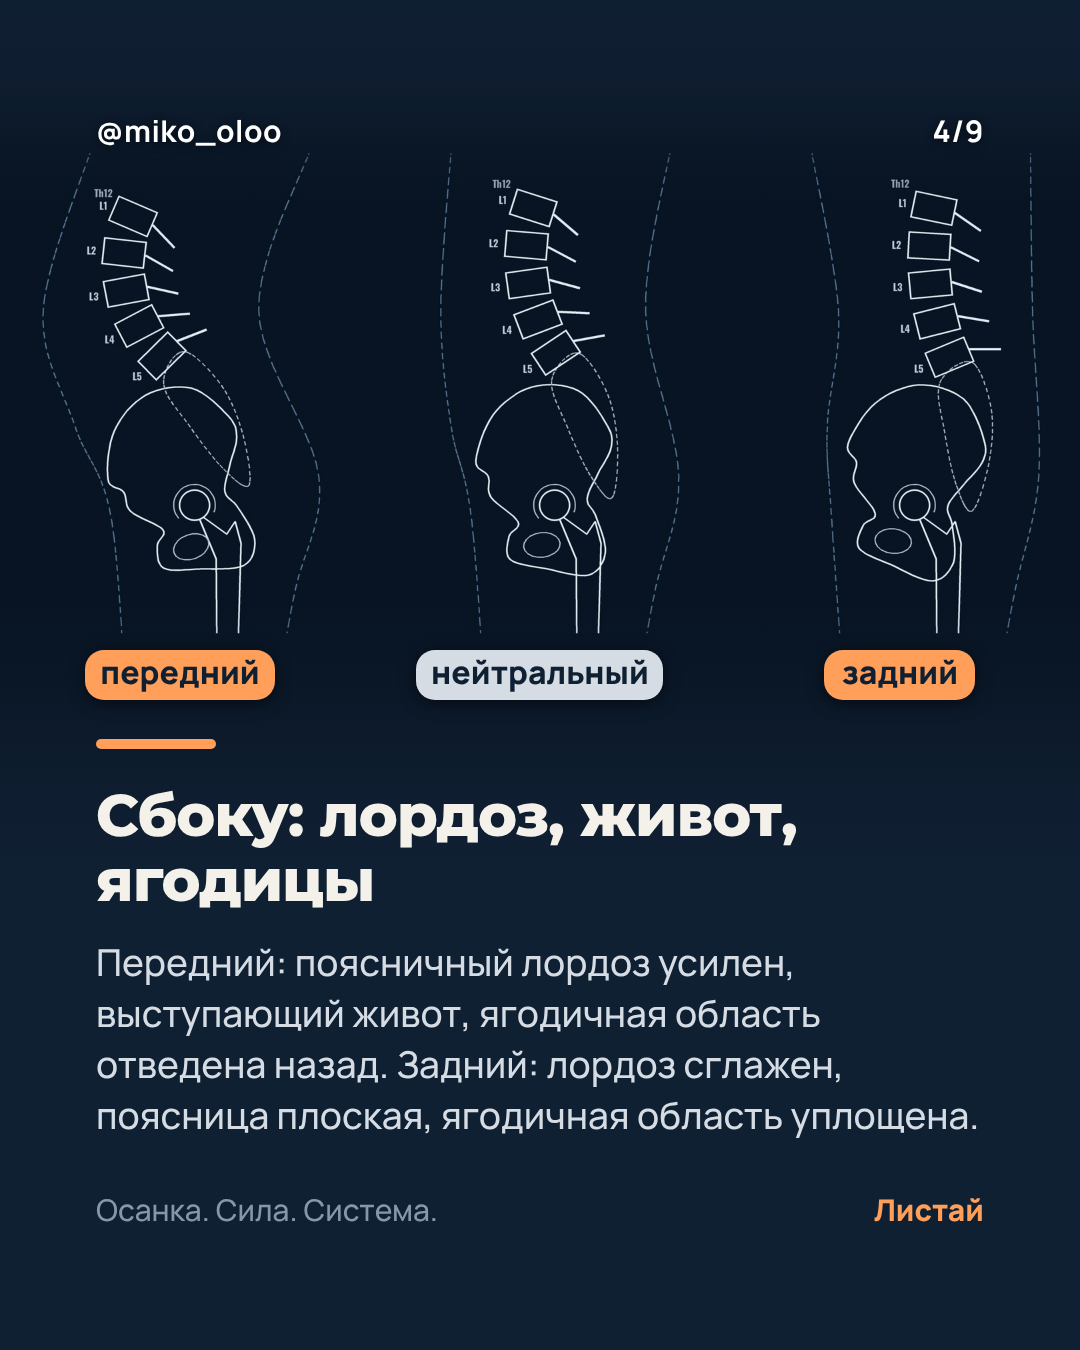 @miko_oloo
4/9
Th12
L1
L2
L3
L4
L5
Th12
L1
L2
L3
L4
L5
Th12
L1
L2
L3
L4
L5
передний
нейтральный
задний
Сбоку: лордоз, живот,
ягодицы
Передний: поясничный лордоз усилен,
выступающий живот, ягодичная область
отведена назад. Задний: лордоз сглажен,
поясница плоская, ягодичная область уплощена.
Осанка. Сила. Система.
Листай